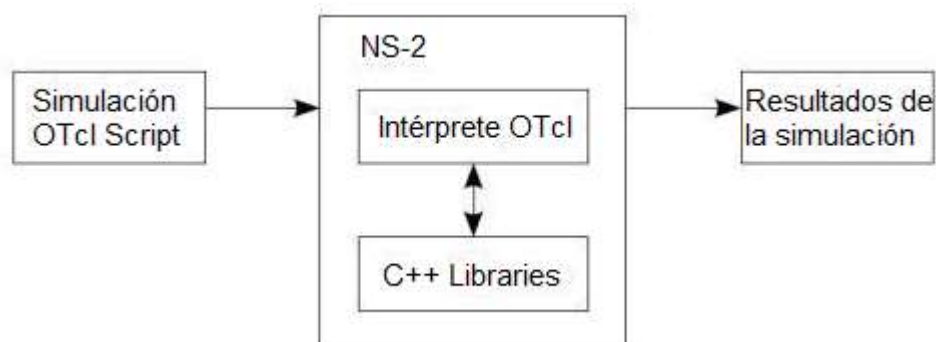 NS-2
Simulación
OTcl Script
Intérprete OTcl
C++ Libraries
Resultados de
la simulación